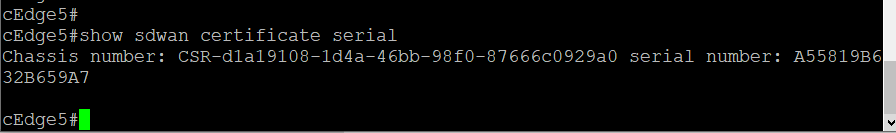 cEdge5#
cEdge5#show sdwan certificate serial
Chassis number: CSR-d1a19108-1d4a-46bb-98f0-87666c0929a0 serial number: A55819B6
32B659A7
cEdge5#